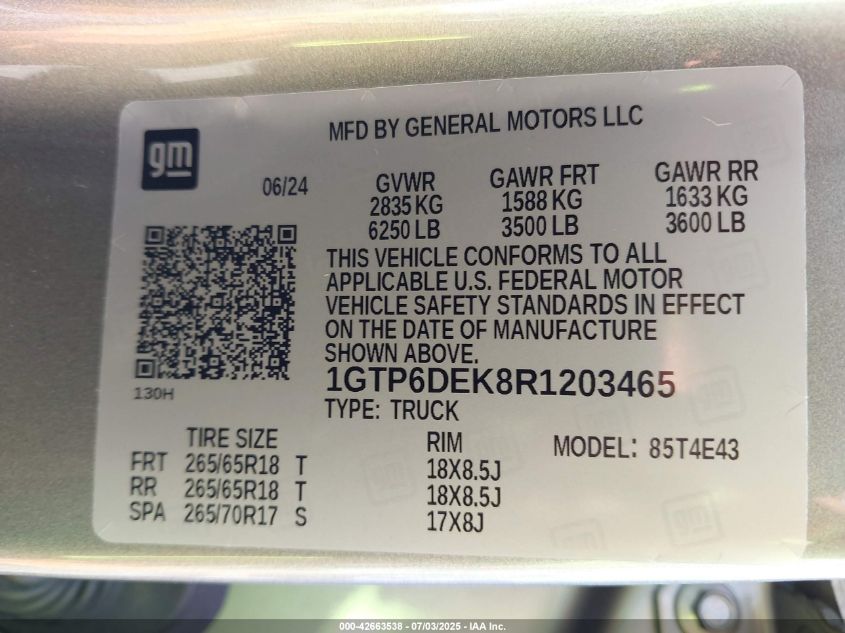 MFD BY GENERAL MOTORS LLC
gm
06/24
GVWR GAWR FRT GAWR RR
2835 KG 1588 KG 1633 KG
6250 LB 3500 LB 3600 LB
THIS VEHICLE CONFORMS TO ALL
APPLICABLE U.S. FEDERAL MOTOR
VEHICLE SAFETY STANDARDS IN EFFECT
ON THE DATE OF MANUFACTURE
SHOWN ABOVE.
1GTP6DEK8R1203465
130H
TYPE: TRUCK
TIRE SIZE RIM MODEL: 85T4E43
FRT 265/65R18 T 18X8.5J
RR 265/65R18 T 18X8.5J
SPA 265/70R17 S 17X8J
000-42663538 - 07/03/2025 - IAA Inc.